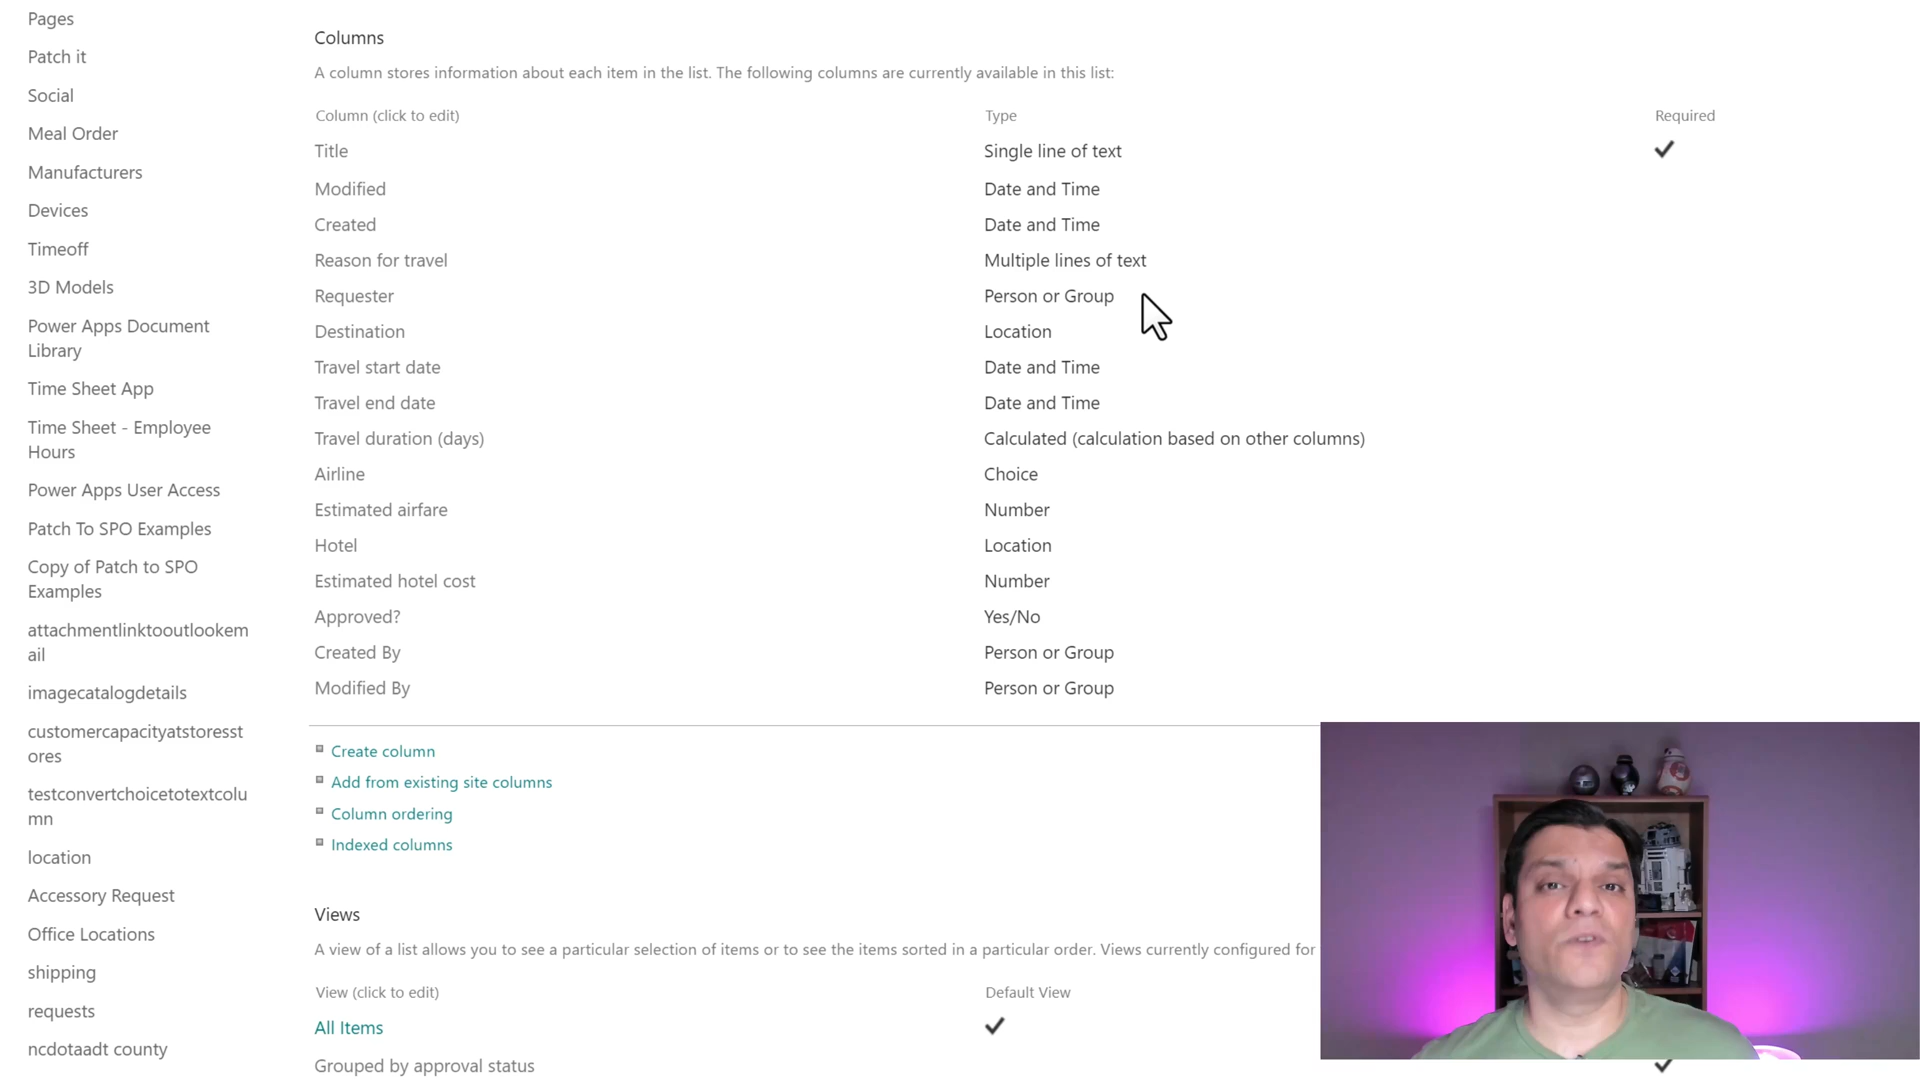 Pages
Patch it
Social
Meal Order
Manufacturers
Devices
Timeoff
3D Models
Power Apps Document
Library
Time Sheet App
Time Sheet - Employee
Hours
Power Apps User Access
Patch To SPO Examples
Copy of Patch to SPO
Examples
attachmentlinktooutlookem
ail
imagecatalogdetails
customercapacityatstoresst
ores
testconvertchoicetotextcolu
mn
location
Accessory Request
Office Locations
shipping
requests
ncdotaadt county
Columns
A column stores information about each item in the list. The following columns are currently available in this list:
Column (click to edit) Type Required
Title Single line of text
Modified Date and Time
Created Date and Time
Reason for travel Multiple lines of text
Requester Person or Group
Destination Location
Travel start date Date and Time
Travel end date Date and Time
Travel duration (days) Calculated (calculation based on other columns)
Airline Choice
Estimated airfare Number
Hotel Location
Estimated hotel cost Number
Approved? Yes/No
Created By Person or Group
Modified By Person or Group
Create column
Add from existing site columns
Column ordering
Indexed columns
Views
A view of a list allows you to see a particular selection of items or to see the items sorted in a particular order. Views currently configured for
View (click to edit) Default View
All Items
Grouped by approval status